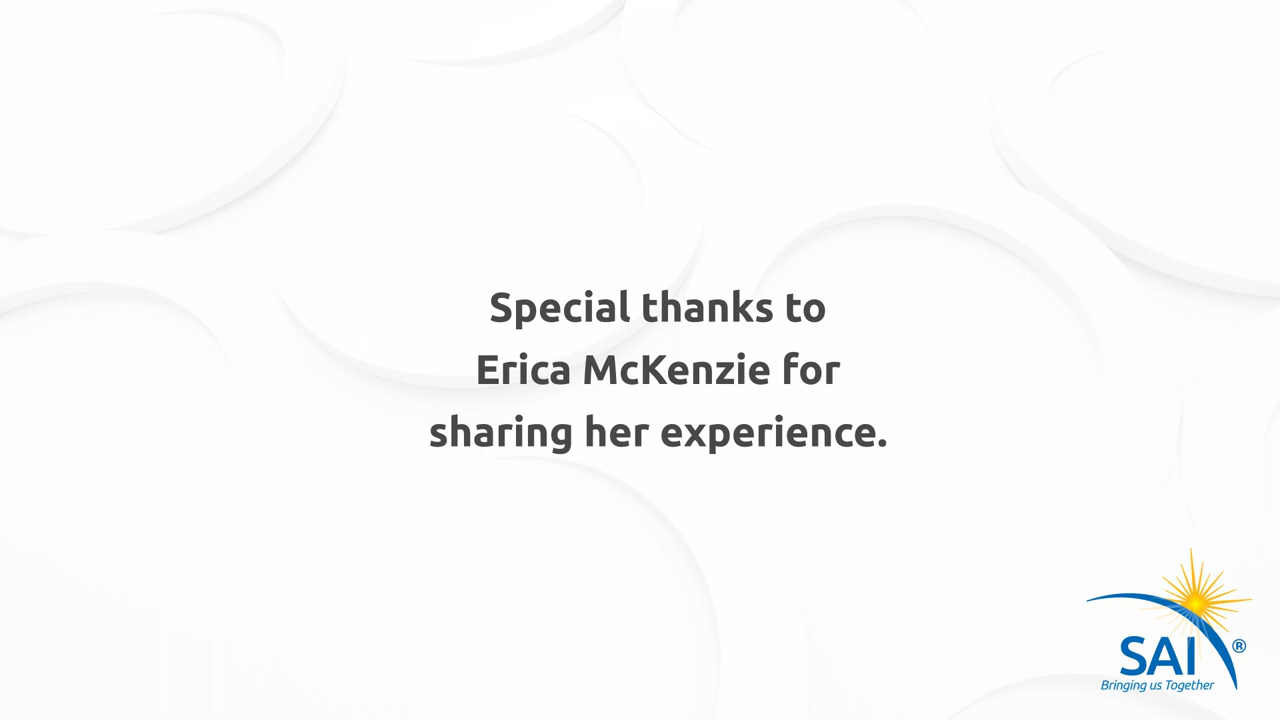 Special thanks to
Erica McKenzie for
sharing her experience.
SAI®
Bringing us Together